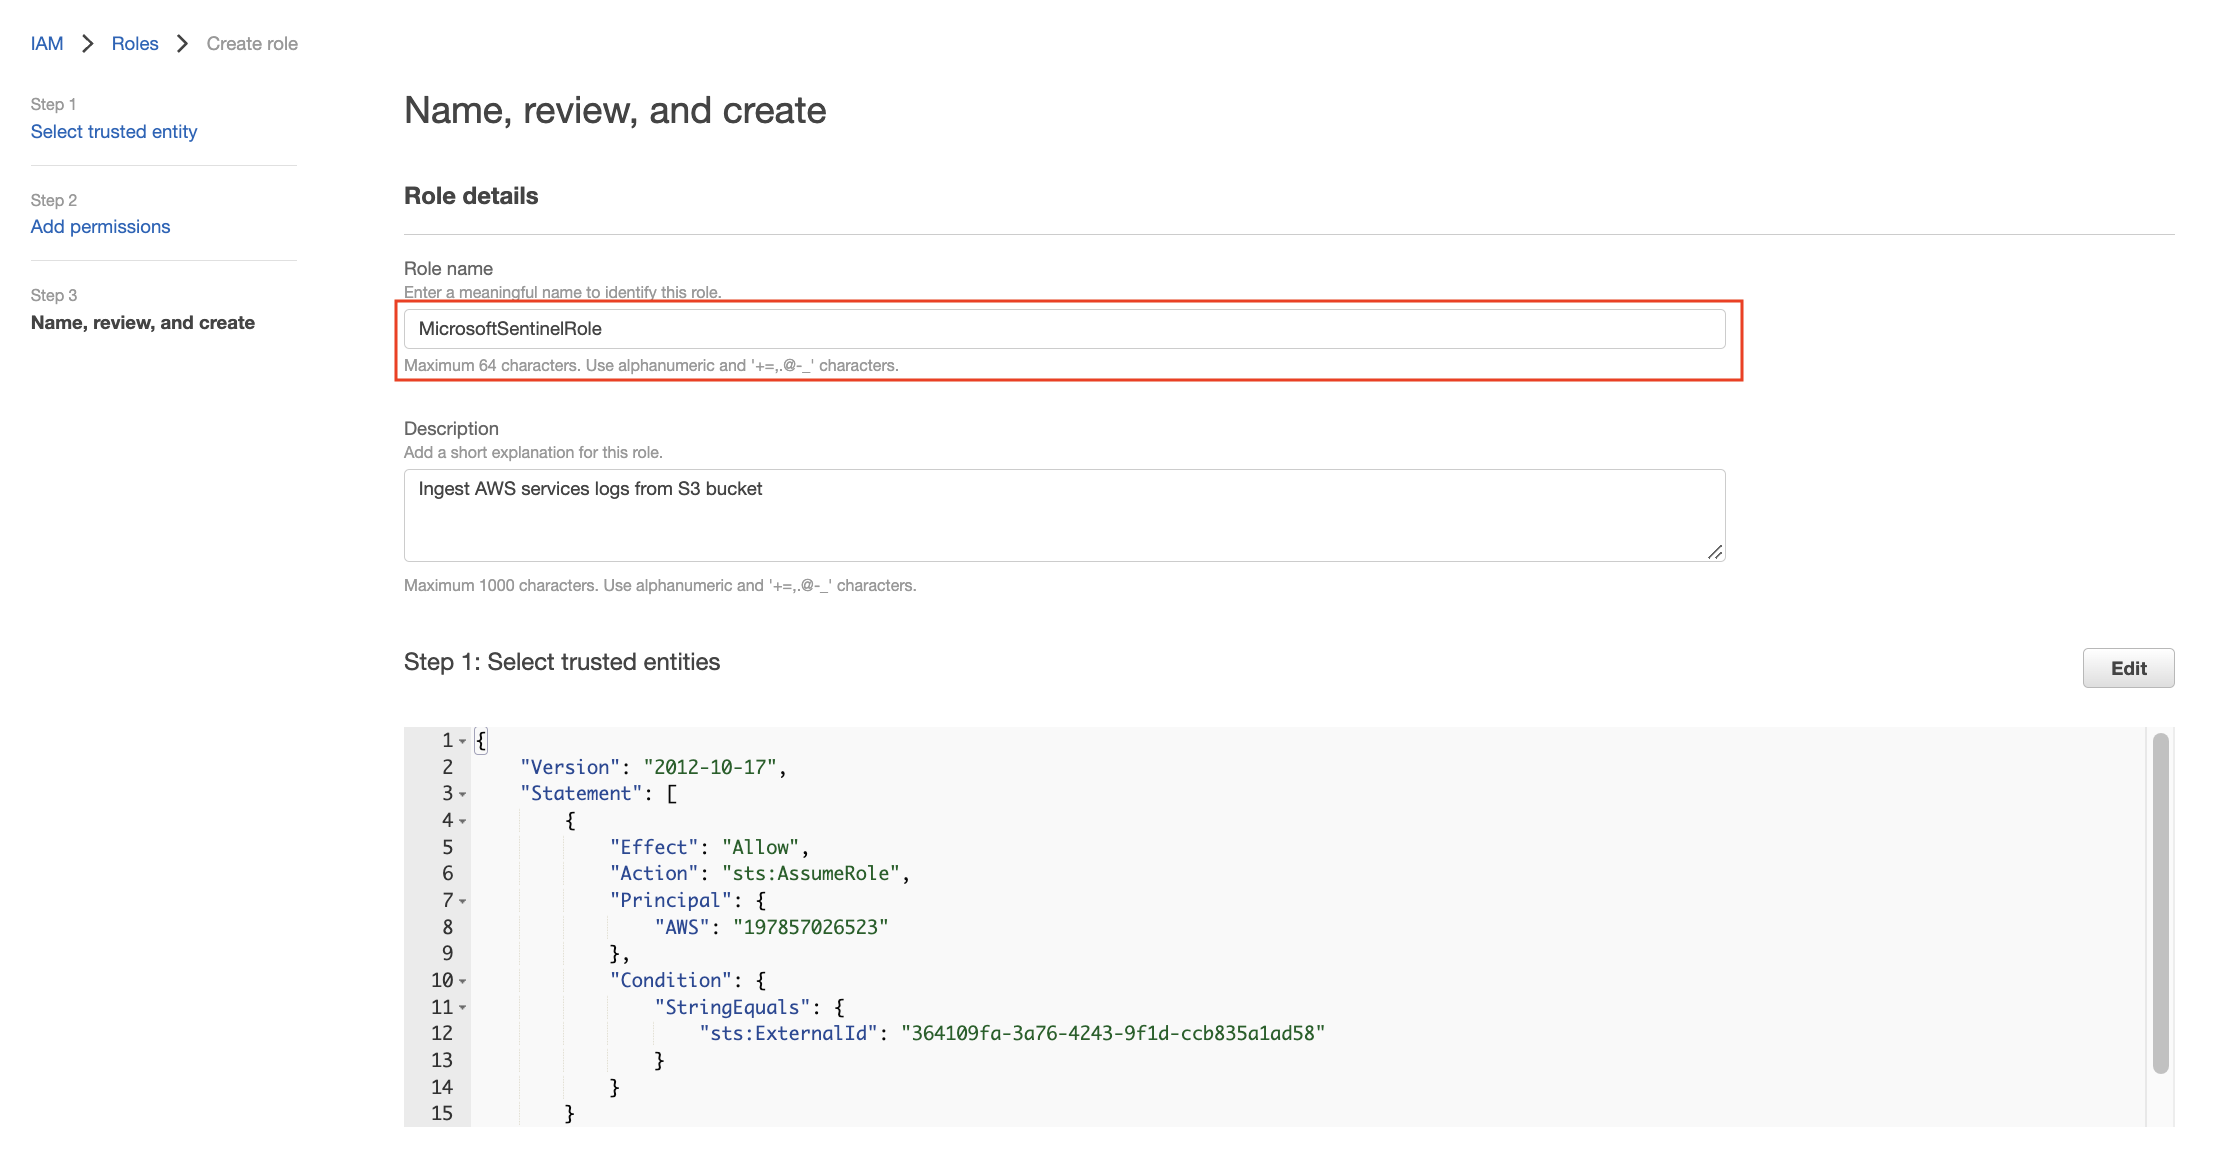 IAM > Roles > Create role
Step 1
Select trusted entity
Step 2
Add permissions
Step 3
Name, review, and create
Name, review, and create
Role details
Role name
Enter a meaningful name to identify this role.
MicrosoftSentinelRole
Maximum 64 characters. Use alphanumeric and '+=,.@-_' characters.
Description
Add a short explanation for this role.
Ingest AWS services logs from S3 bucket
Maximum 1000 characters. Use alphanumeric and '+=,.@-_' characters.
Step 1: Select trusted entities
Edit
1 {
2 "Version": "2012-10-17",
3 "Statement": [
4 {
5 "Effect": "Allow",
6 "Action": "sts:AssumeRole",
7 "Principal": {
8 "AWS": "197857026523"
9 },
10 "Condition": {
11 "StringEquals": {
12 "sts:ExternalId": "364109fa-3a76-4243-9f1d-ccb835a1ad58"
13 }
14 }
15 }